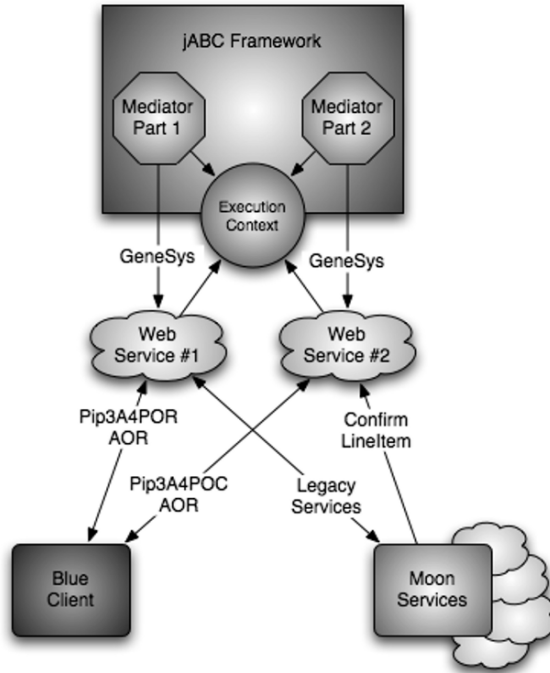 jABC Framework
Mediator
Part 1
Mediator
Part 2
Execution
Context
GeneSys
GeneSys
Web
Service #1
Web
Service #2
Pip3A4POR
AOR
Confirm
LineItem
Pip3A4POC
AOR
Legacy
Services
Blue
Client
Moon
Services